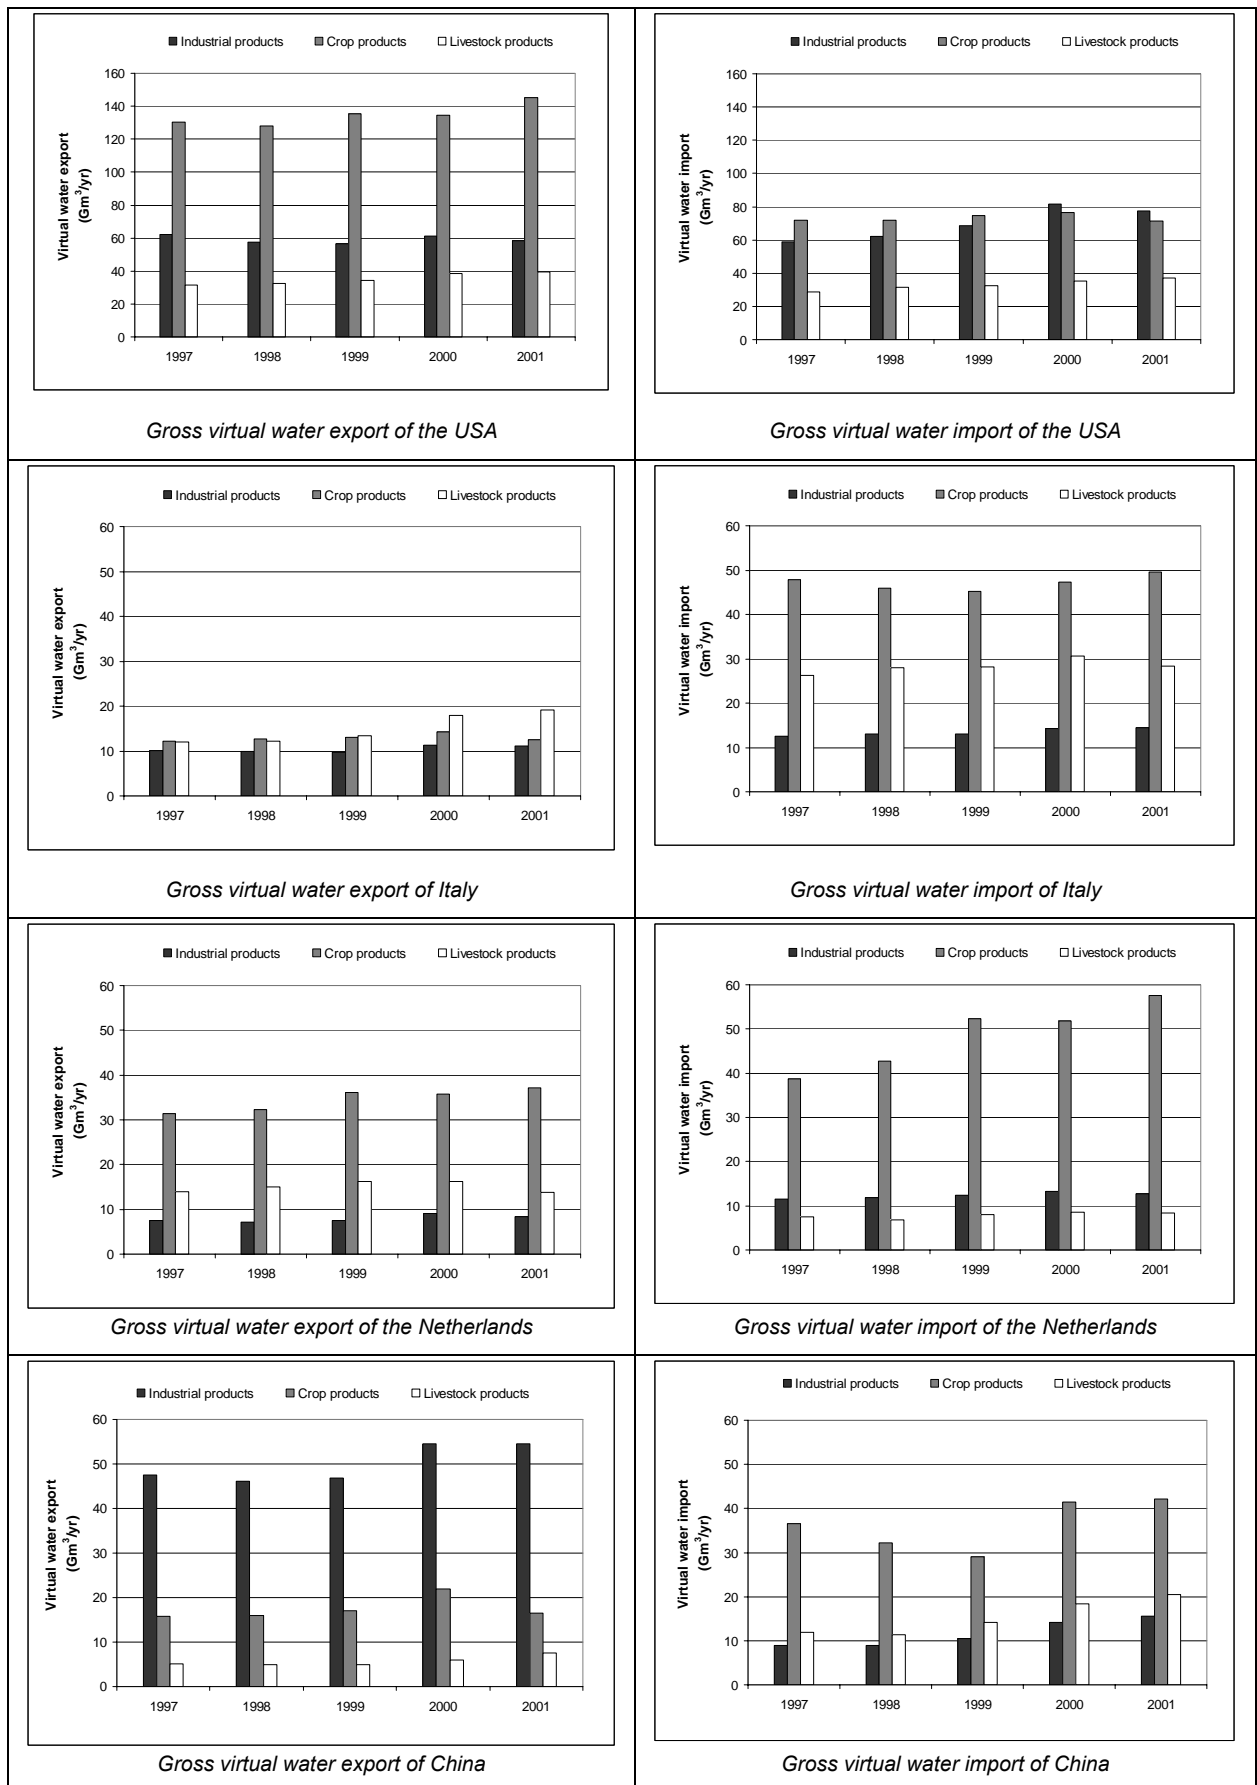 Industrial products Crop products Livestock products
Virtual water export
(Gm³/yr)
160
140
120
100
80
60
40
20
0
1997 1998 1999 2000 2001
Gross virtual water export of the USA
Industrial products Crop products Livestock products
Virtual water import
(Gm³/yr)
160
140
120
100
80
60
40
20
0
1997 1998 1999 2000 2001
Gross virtual water import of the USA
Industrial products Crop products Livestock products
Virtual water export
(Gm³/yr)
60
50
40
30
20
10
0
1997 1998 1999 2000 2001
Gross virtual water export of Italy
Industrial products Crop products Livestock products
Virtual water import
(Gm³/yr)
60
50
40
30
20
10
0
1997 1998 1999 2000 2001
Gross virtual water import of Italy
Industrial products Crop products Livestock products
Virtual water export
(Gm³/yr)
60
50
40
30
20
10
0
1997 1998 1999 2000 2001
Gross virtual water export of the Netherlands
Industrial products Crop products Livestock products
Virtual water import
(Gm³/yr)
60
50
40
30
20
10
0
1997 1998 1999 2000 2001
Gross virtual water import of the Netherlands
Industrial products Crop products Livestock products
Virtual water export
(Gm³/yr)
60
50
40
30
20
10
0
1997 1998 1999 2000 2001
Gross virtual water export of China
Industrial products Crop products Livestock products
Virtual water import
(Gm³/yr)
60
50
40
30
20
10
0
1997 1998 1999 2000 2001
Gross virtual water import of China